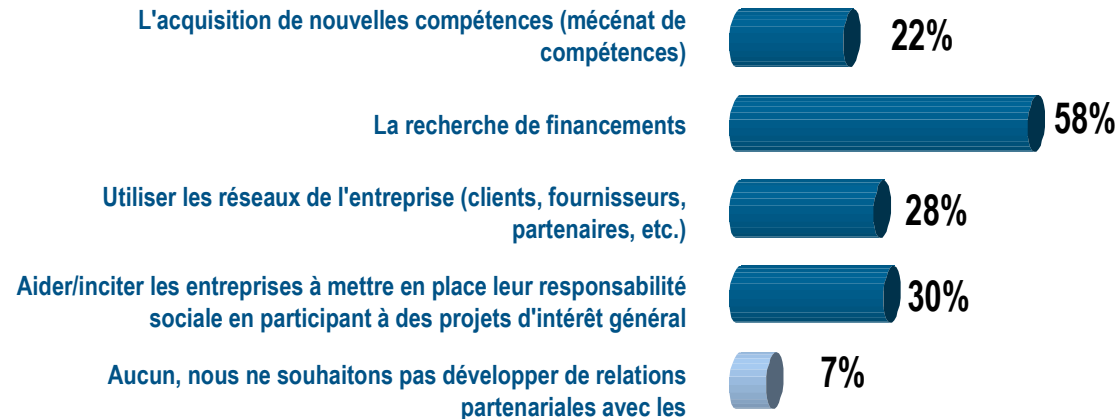 L'acquisition de nouvelles compétences (mécénat de
compétences)
22%
La recherche de financements
58%
Utiliser les réseaux de l'entreprise (clients, fournisseurs,
partenaires, etc.)
28%
Aider/inciter les entreprises à mettre en place leur responsabilité
sociale en participant à des projets d'intérêt général
30%
Aucun, nous ne souhaitons pas développer de relations
partenariales avec les
7%